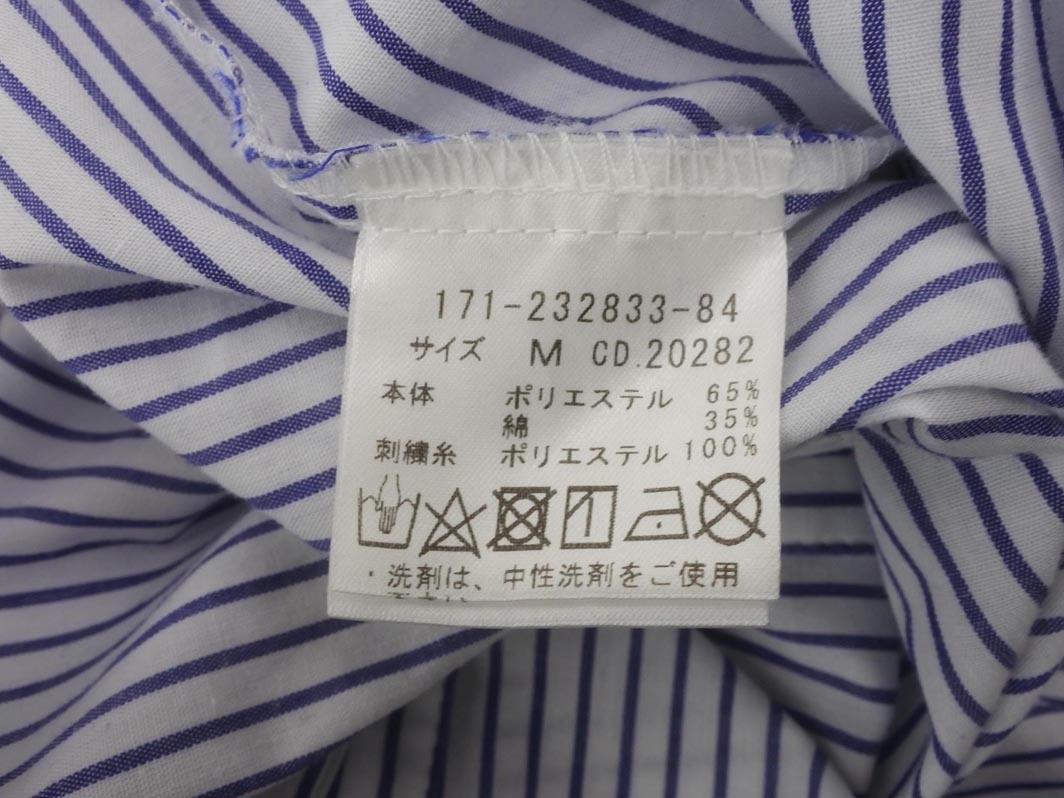 171-232833-84
サイズ M CD.20282
本体 ポリエステル 65%
綿 35%
刺繍糸 ポリエステル 100%
・洗剤は、中性洗剤をご使用